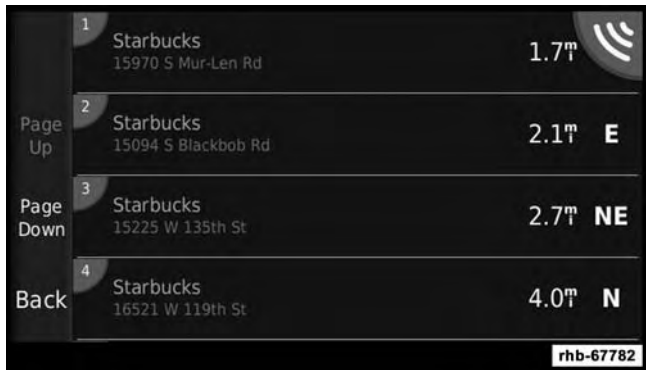 1
Starbucks
15970 S Mur-Len Rd
1.7mi
2
Starbucks
15094 S Blackbob Rd
2.1mi E
3
Starbucks
15225 W 135th St
2.7mi NE
4
Starbucks
16521 W 119th St
4.0mi N
Page
Up
Page
Down
Back
rhb-67782